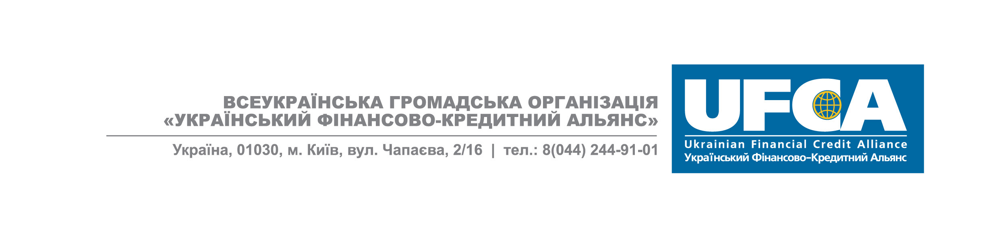 ВСЕУКРАЇНСЬКА ГРОМАДСЬКА ОРГАНІЗАЦІЯ
«УКРАЇНСЬКИЙ ФІНАНСОВО-КРЕДИТНИЙ АЛЬЯНС»
Україна, 01030, м. Київ, вул. Чапаєва, 2/16 | тел.: 8(044) 244-91-01
UFCA
Ukrainian Financial Credit Alliance
Український Фінансово-Кредитний Альянс